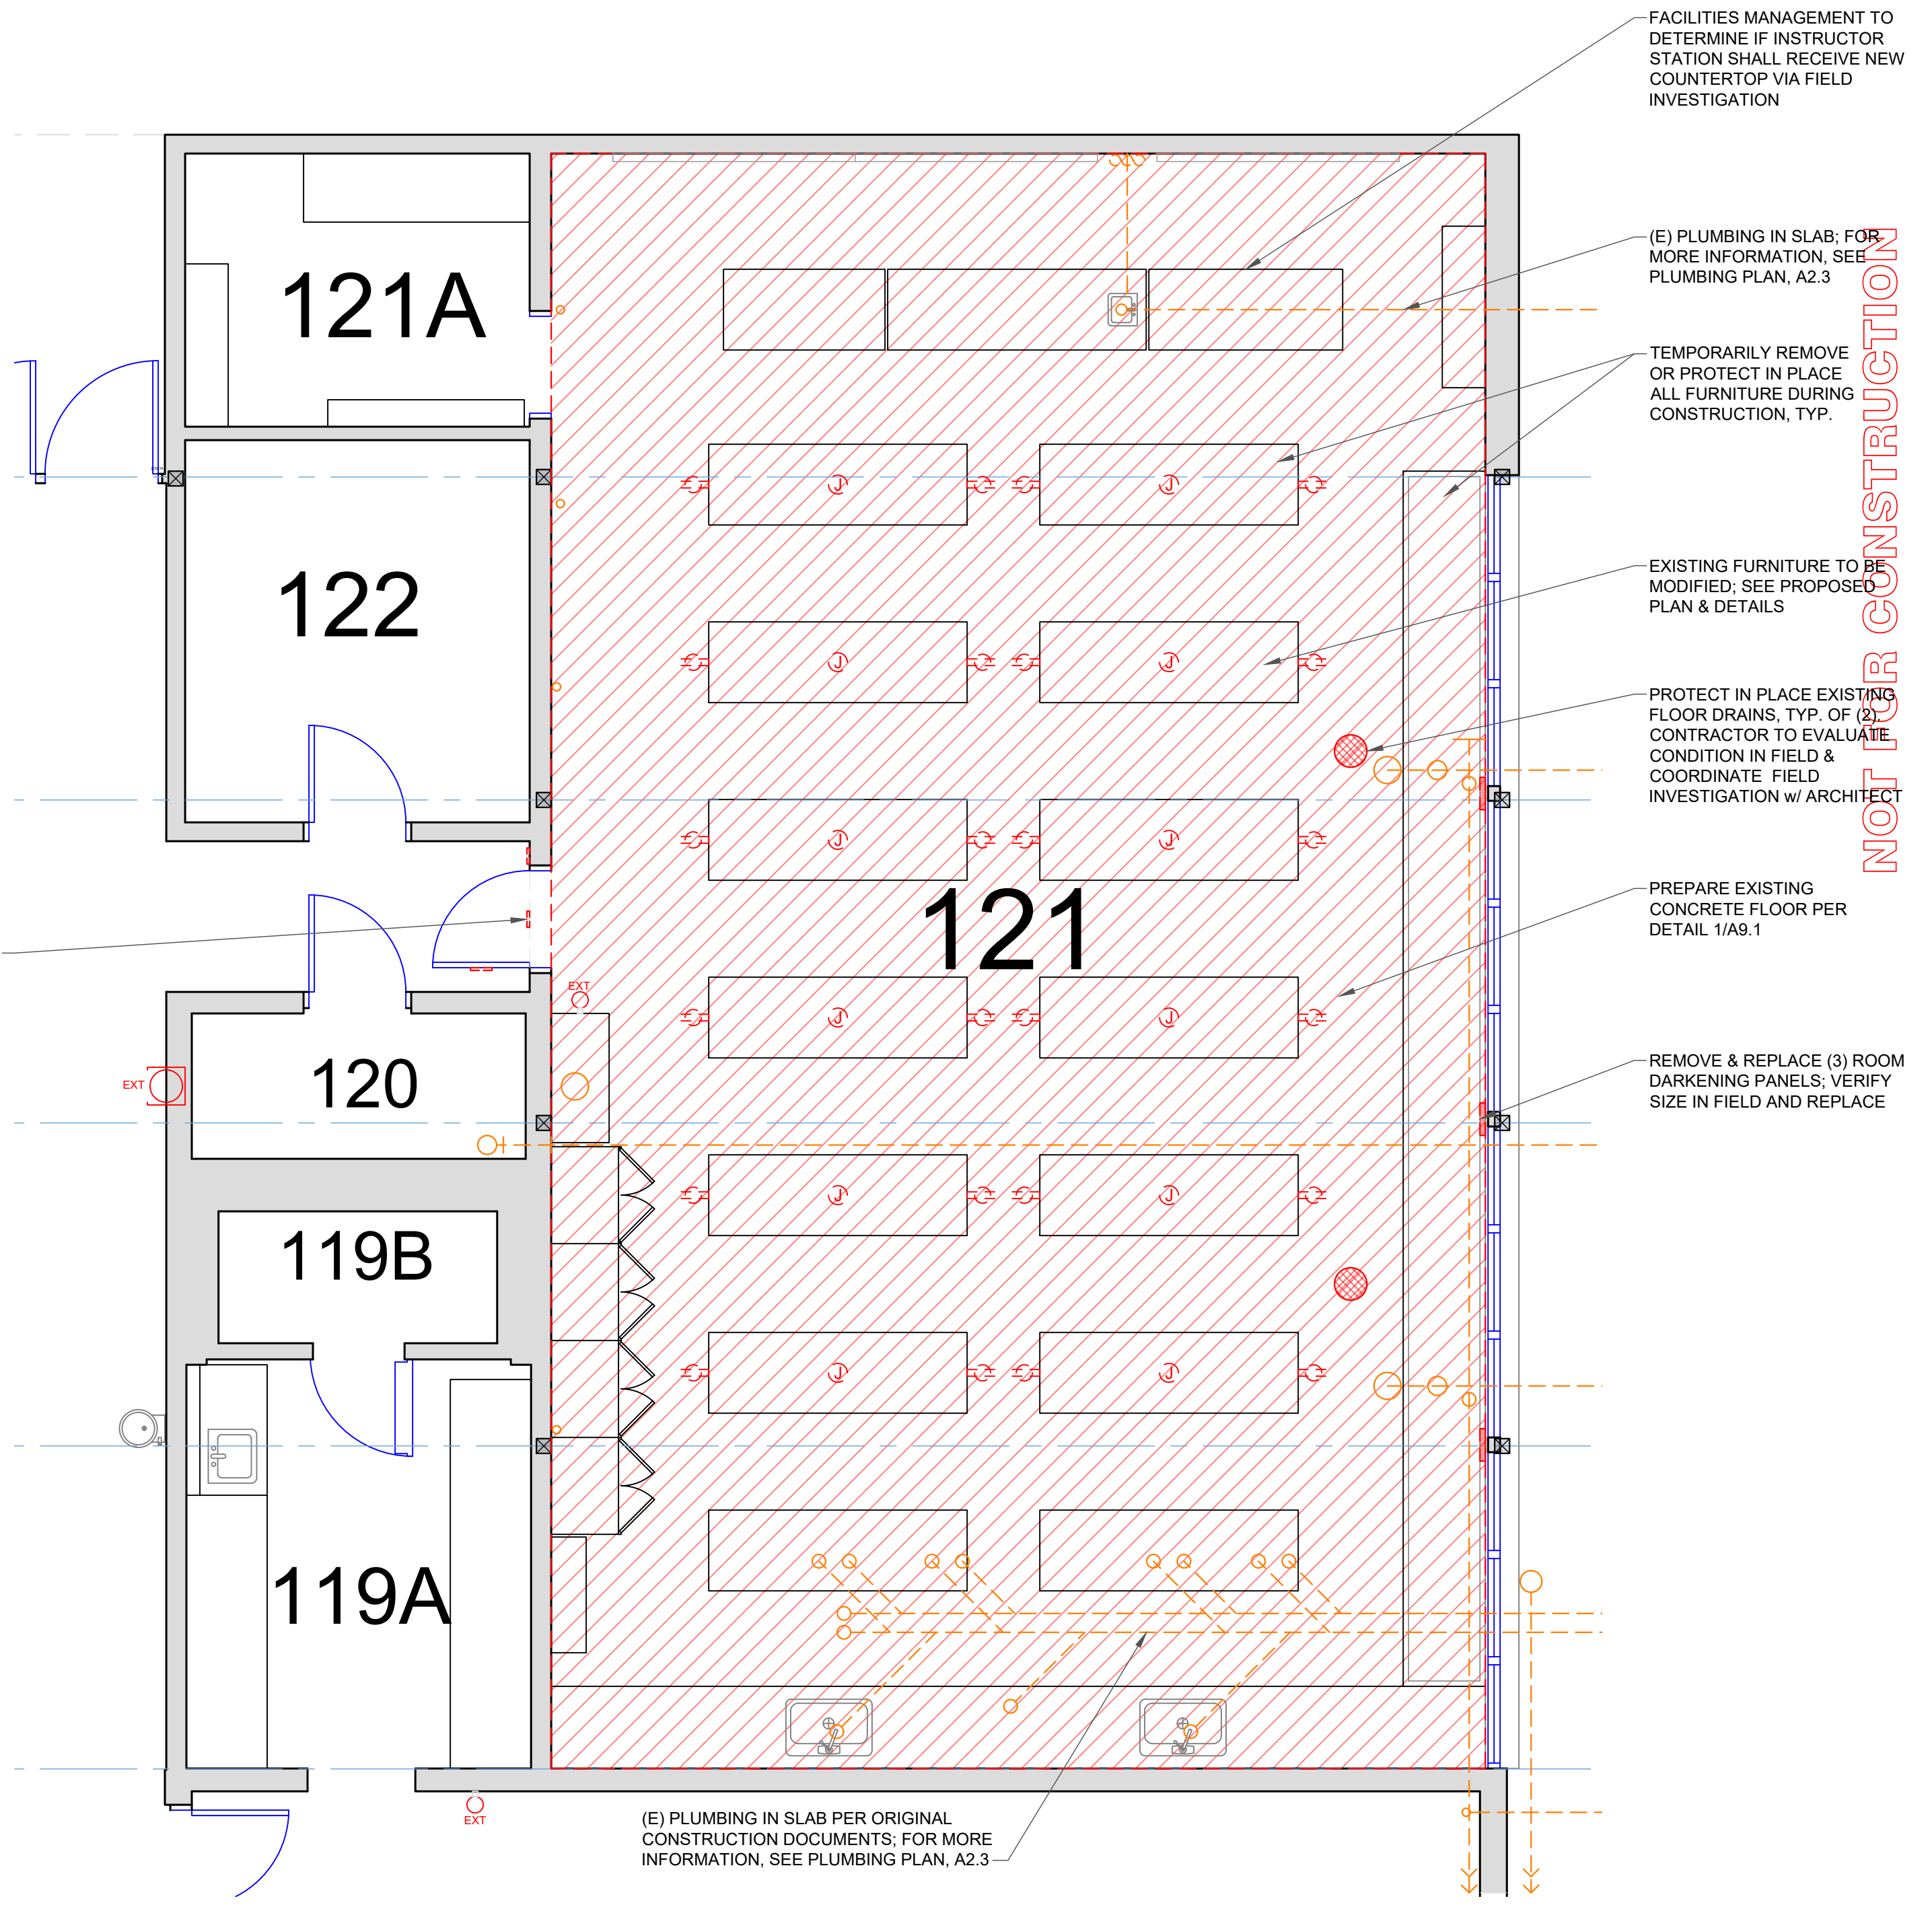 FACILITIES MANAGEMENT TO
DETERMINE IF INSTRUCTOR
STATION SHALL RECEIVE NEW
COUNTERTOP VIA FIELD
INVESTIGATION
(E) PLUMBING IN SLAB; FOR
MORE INFORMATION, SEE
PLUMBING PLAN, A2.3
TEMPORARILY REMOVE
OR PROTECT IN PLACE
ALL FURNITURE DURING
CONSTRUCTION, TYP.
EXISTING FURNITURE TO BE
MODIFIED; SEE PROPOSED
PLAN & DETAILS
PROTECT IN PLACE EXISTING
FLOOR DRAINS, TYP. OF (2).
CONTRACTOR TO EVALUATE
CONDITION IN FIELD &
COORDINATE FIELD
INVESTIGATION w/ ARCHITECT
PREPARE EXISTING
CONCRETE FLOOR PER
DETAIL 1/A9.1
REMOVE & REPLACE (3) ROOM
DARKENING PANELS; VERIFY
SIZE IN FIELD AND REPLACE
NOT FOR CONSTRUCTION
121A
122
121
120
119B
119A
EXT
EXT
EXT
J
J
J
J
J
J
J
J
J
J
J
J
(E) PLUMBING IN SLAB PER ORIGINAL
CONSTRUCTION DOCUMENTS; FOR MORE
INFORMATION, SEE PLUMBING PLAN, A2.3